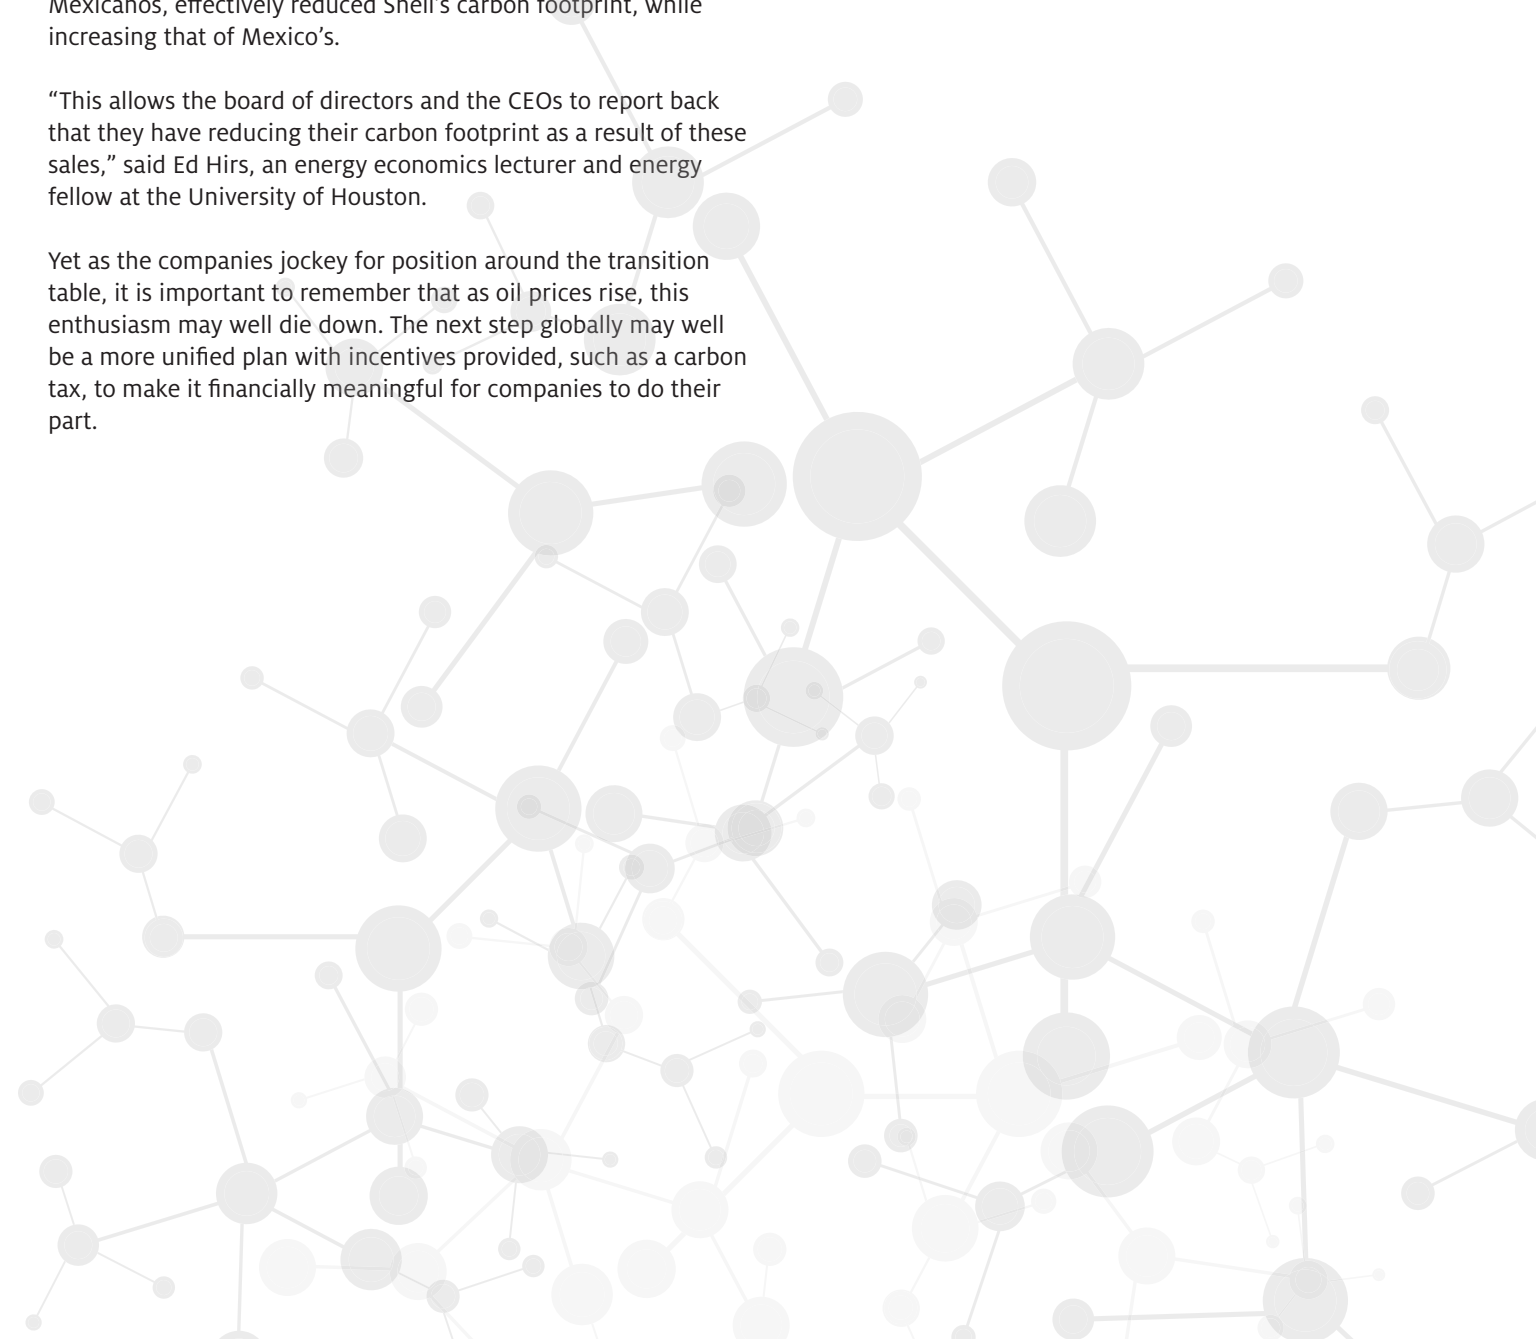 Mexicanos, effectively reduced Shell’s carbon footprint, while
increasing that of Mexico’s.
“This allows the board of directors and the CEOs to report back
that they have reducing their carbon footprint as a result of these
sales,” said Ed Hirs, an energy economics lecturer and energy
fellow at the University of Houston.
Yet as the companies jockey for position around the transition
table, it is important to remember that as oil prices rise, this
enthusiasm may well die down. The next step globally may well
be a more unified plan with incentives provided, such as a carbon
tax, to make it financially meaningful for companies to do their
part.